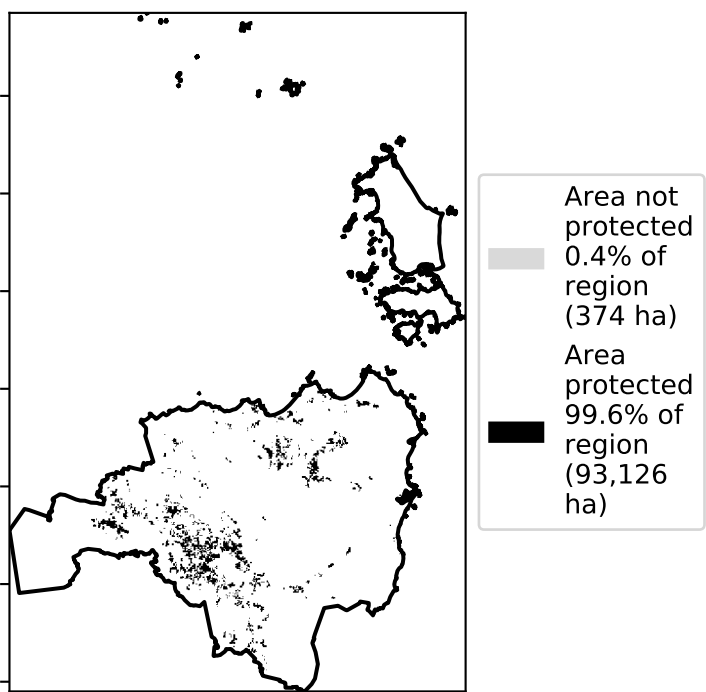 Area not
protected
0.4% of
region
(374 ha)
Area
protected
99.6% of
region
(93,126
ha)